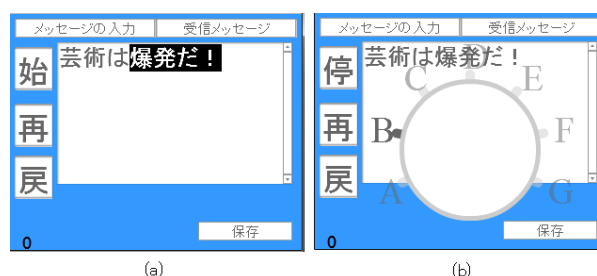 メッセージの入力 受信メッセージ
始 芸術は爆発だ！
再
戻
保存
0
(a)
メッセージの入力 受信メッセージ
停 芸術は爆発だ！
C D E
再 B F
戻 A G
保存
0
(b)